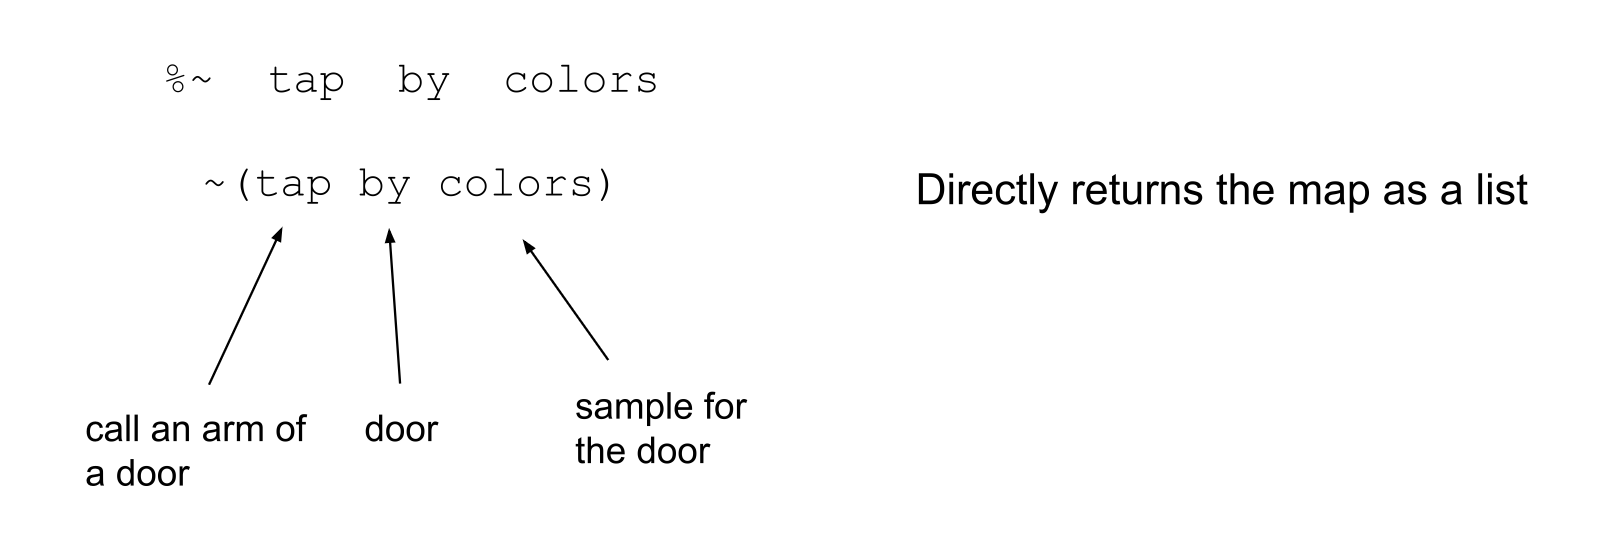 %~  tap  by  colors
~(tap by colors)
Directly returns the map as a list
call an arm of
a door
door
sample for
the door